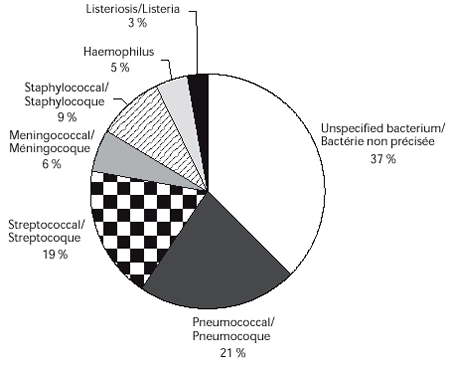 Listeriosis/Listeria
3 %
Haemophilus
5 %
Staphylococcal/
Staphylocoque
9 %
Meningococcal/
Méningocoque
6 %
Unspecified bacterium/
Bactérie non précisée
37 %
Streptococcal/
Streptocoque
19 %
Pneumococcal/
Pneumocoque
21 %